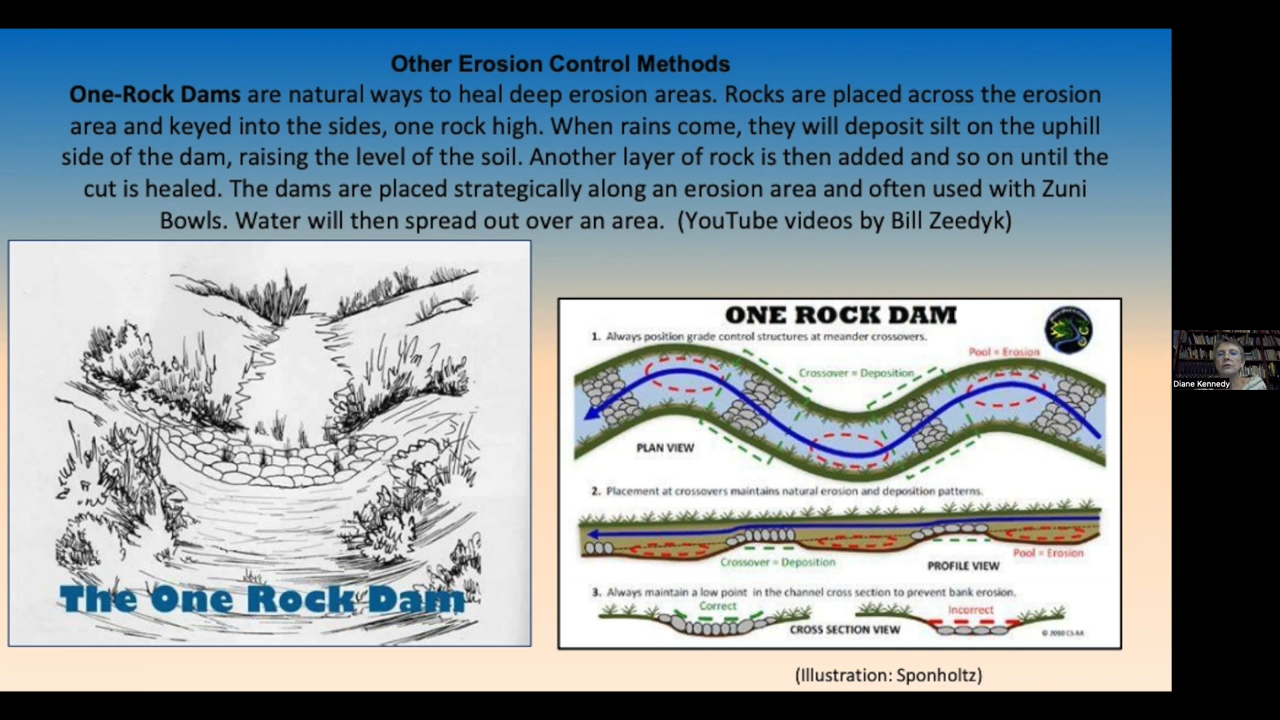 Other Erosion Control Methods
One-Rock Dams are natural ways to heal deep erosion areas. Rocks are placed across the erosion
area and keyed into the sides, one rock high. When rains come, they will deposit silt on the uphill
side of the dam, raising the level of the soil. Another layer of rock is then added and so on until the
cut is healed. The dams are placed strategically along an erosion area and often used with Zuni
Bowls. Water will then spread out over an area. (YouTube videos by Bill Zeedyk)
The One Rock Dam
ONE ROCK DAM
1. Always position grade control structures at meander crossovers.
Pool = Erosion
Crossover = Deposition
PLAN VIEW
2. Placement at crossovers maintains natural erosion and deposition patterns.
Pool = Erosion
Crossover = Deposition
PROFILE VIEW
3. Always maintain a low point in the channel cross section to prevent bank erosion.
Correct
Incorrect
CROSS SECTION VIEW
(Illustration: Sponholtz)
Diane Kennedy